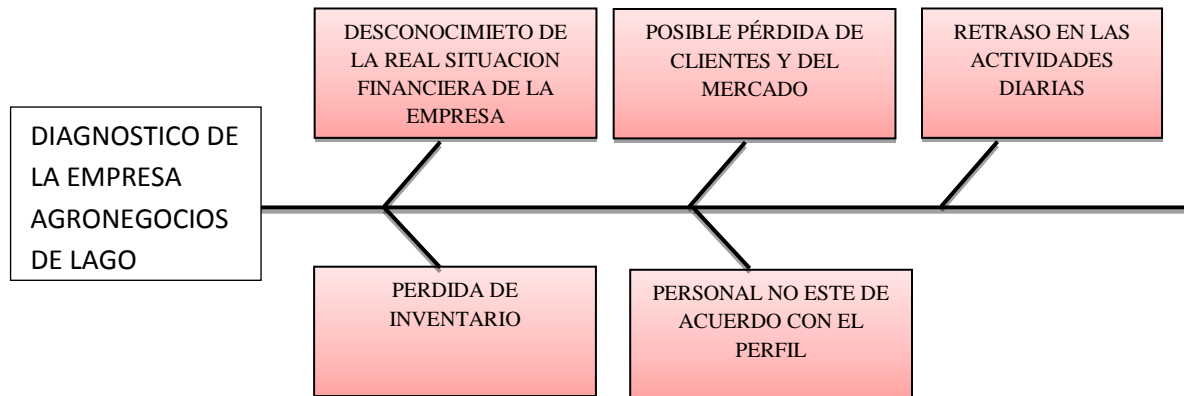 DESCONOCIMIETO DE
LA REAL SITUACION
FINANCIERA DE LA
EMPRESA
POSIBLE PÉRDIDA DE
CLIENTES Y DEL
MERCADO
RETRASO EN LAS
ACTIVIDADES
DIARIAS
DIAGNOSTICO DE
LA EMPRESA
AGRONEGOCIOS
DE LAGO
PERDIDA DE
INVENTARIO
PERSONAL NO ESTE DE
ACUERDO CON EL
PERFIL